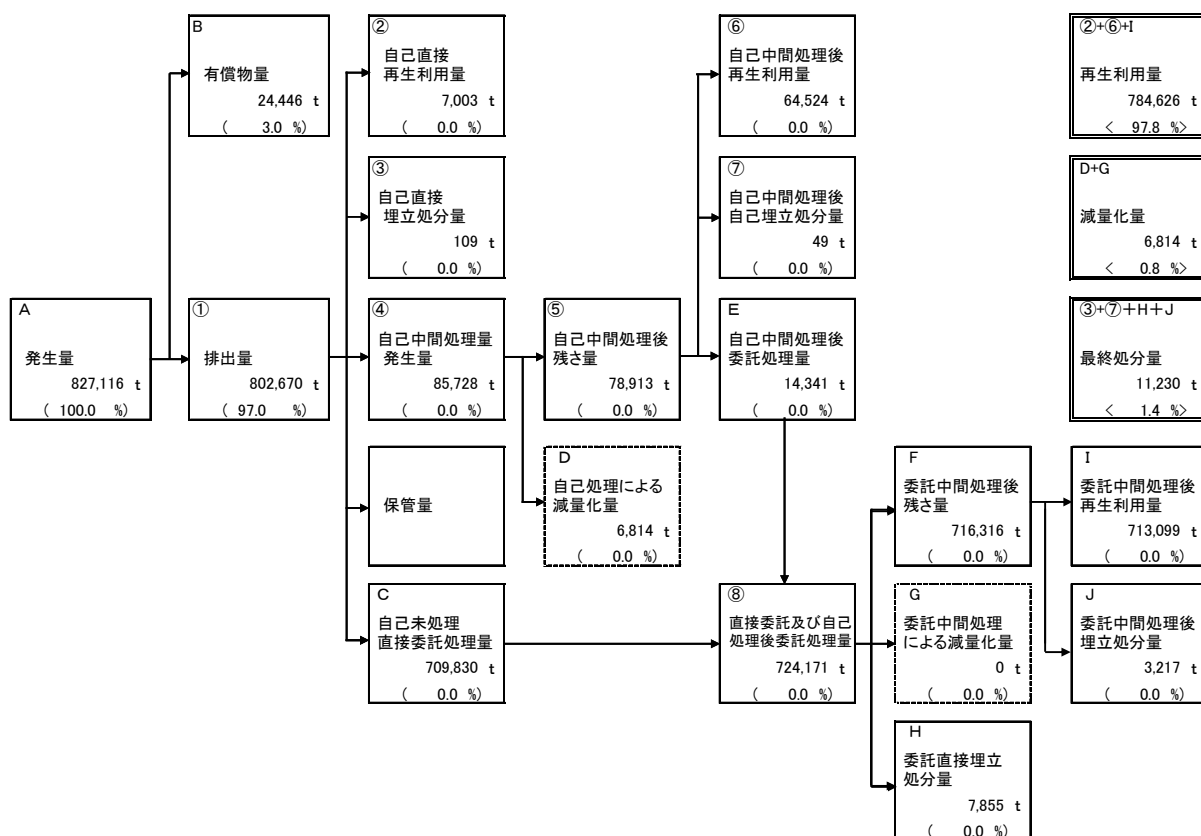 B
有償物量
24,446 t
( 3.0 %)
②
自己直接
再生利用量
7,003 t
( 0.0 %)
⑥
自己中間処理後
再生利用量
64,524 t
( 0.0 %)
②+⑥+I
再生利用量
784,626 t
< 97.8 %>
③
自己直接
埋立処分量
109 t
( 0.0 %)
⑦
自己中間処理後
自己埋立処分量
49 t
( 0.0 %)
D+G
減量化量
6,814 t
< 0.8 %>
A
発生量
827,116 t
( 100.0 %)
①
排出量
802,670 t
( 97.0 %)
④
自己中間処理量
発生量
85,728 t
( 0.0 %)
⑤
自己中間処理後
残さ量
78,913 t
( 0.0 %)
E
自己中間処理後
委託処理量
14,341 t
( 0.0 %)
③+⑦+H+J
最終処分量
11,230 t
< 1.4 %>
保管量
D
自己処理による
減量化量
6,814 t
( 0.0 %)
F
委託中間処理後
残さ量
716,316 t
( 0.0 %)
I
委託中間処理後
再生利用量
713,099 t
( 0.0 %)
C
自己未処理
直接委託処理量
709,830 t
( 0.0 %)
⑧
直接委託及び自己
処理後委託処理量
724,171 t
( 0.0 %)
G
委託中間処理
による減量化量
0 t
( 0.0 %)
J
委託中間処理後
埋立処分量
3,217 t
( 0.0 %)
H
委託直接埋立
処分量
7,855 t
( 0.0 %)